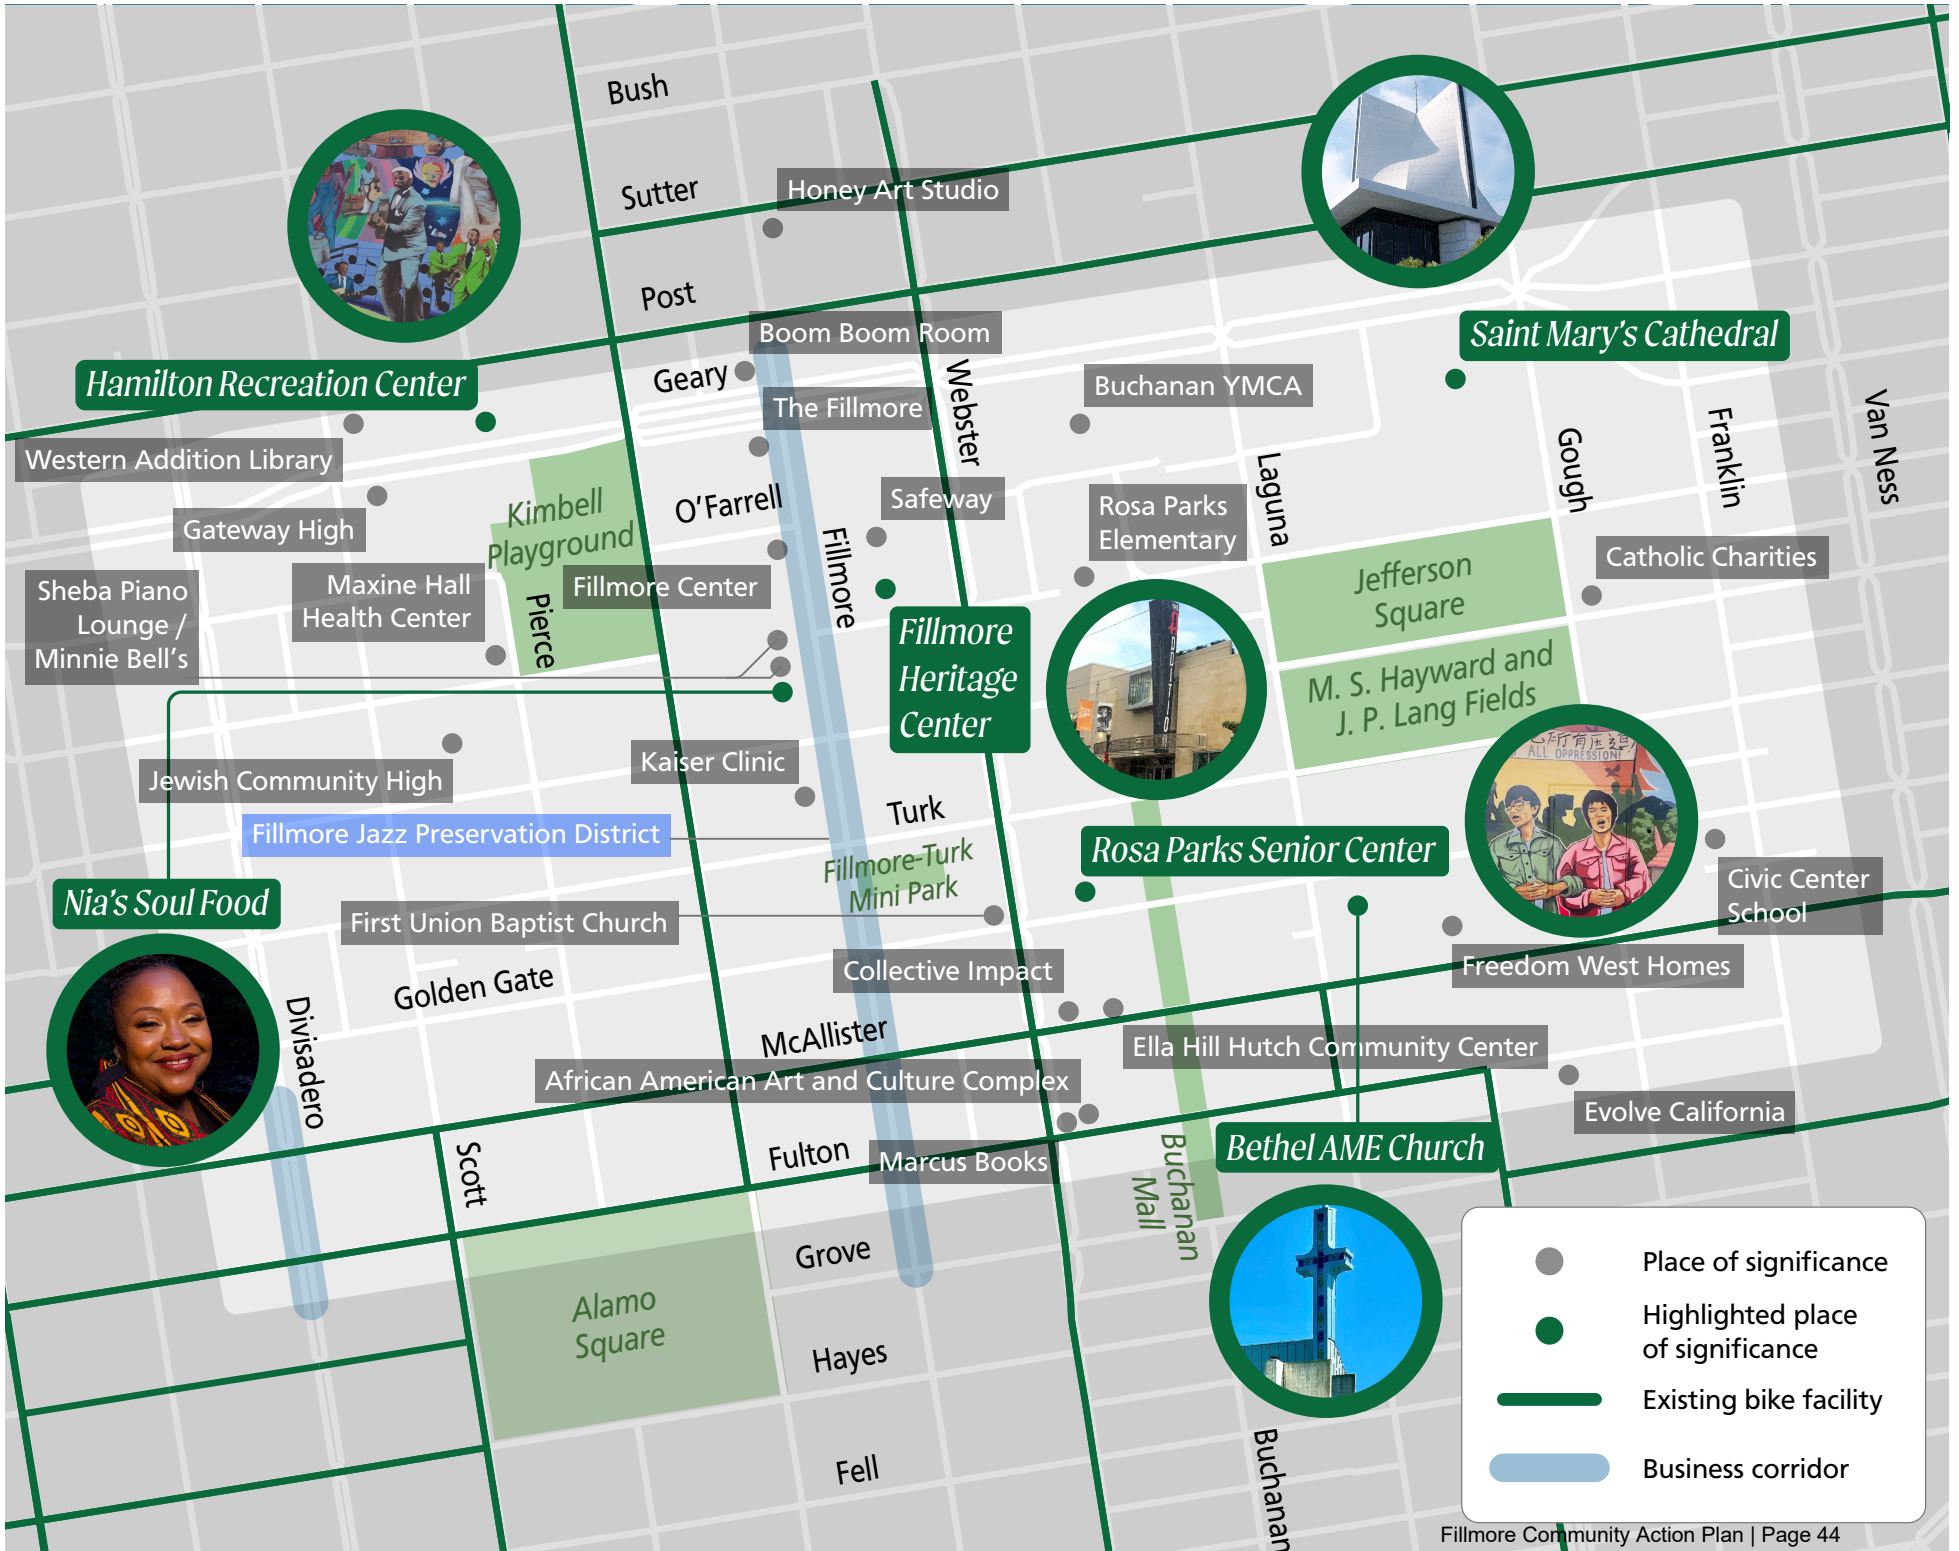 Bush
Sutter
Honey Art Studio
Post
Boom Boom Room
Saint Mary's Cathedral
Hamilton Recreation Center
Geary
Webster
Buchanan YMCA
The Fillmore
Van Ness
Franklin
Gough
Laguna
Western Addition Library
Kimbell
Playground
O'Farrell
Safeway
Rosa Parks
Elementary
Gateway High
Fillmore
Jefferson
Square
Catholic Charities
Sheba Piano
Lounge /
Minnie Bell's
Maxine Hall
Health Center
Pierce
Fillmore Center
Fillmore
Heritage
Center
M. S. Hayward and
J. P. Lang Fields
ALL OPPRESSION!
Kaiser Clinic
Jewish Community High
Turk
Fillmore Jazz Preservation District
Fillmore-Turk
Mini Park
Rosa Parks Senior Center
Civic Center
School
Nia's Soul Food
First Union Baptist Church
Collective Impact
Freedom West Homes
Golden Gate
Divisadero
McAllister
Ella Hill Hutch Community Center
African American Art and Culture Complex
Evolve California
Scott
Fulton
Marcus Books
Buchanan
Mall
Bethel AME Church
Grove
Alamo
Square
Hayes
Fell
Buchanan
Place of significance
Highlighted place
of significance
Existing bike facility
Business corridor
Fillmore Community Action Plan | Page 44